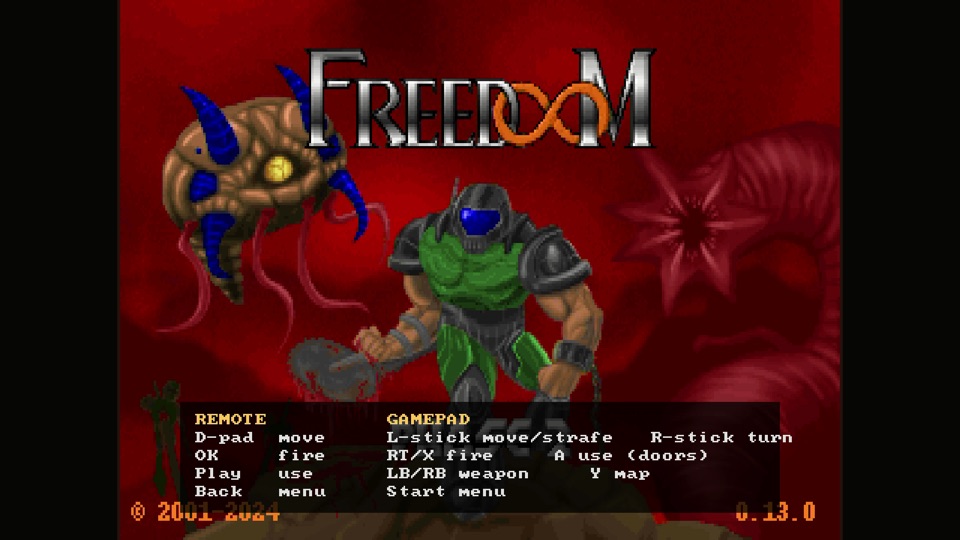 FREEDOOM
REMOTE GAMEPAD
D-pad move L-stick move/strafe R-stick turn
OK fire RT/X fire A use (doors)
Play use LB/RB weapon Y map
Back menu Start menu
© 2001-2024 0.13.0